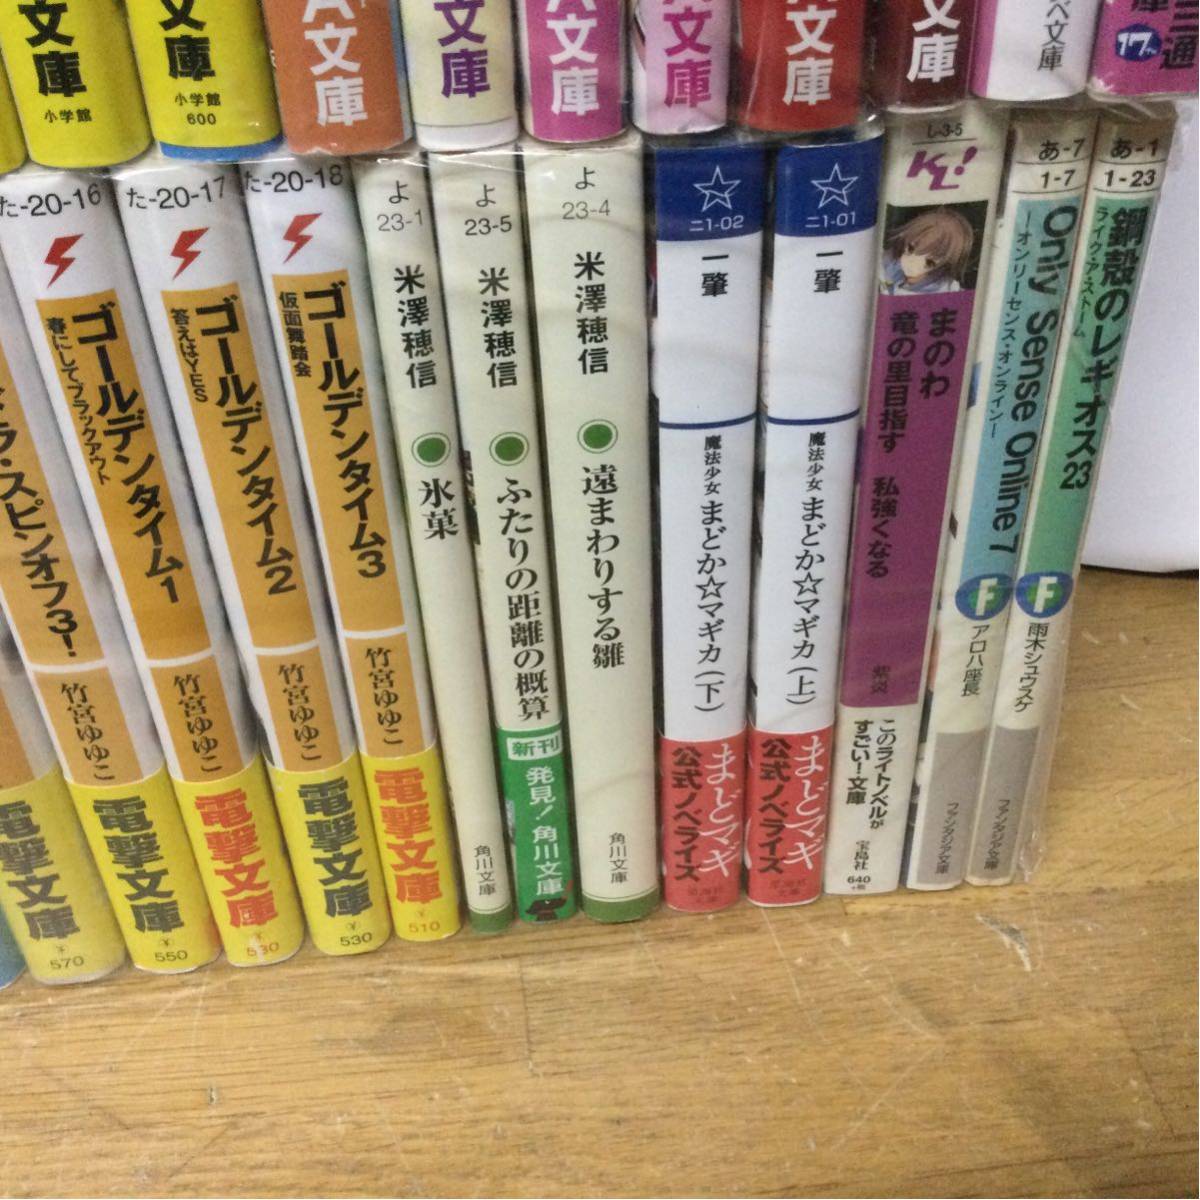 文庫
小学館
文庫
小学館
600
A文庫
文庫
A文庫
文庫
文庫
文庫
ベ文庫
17
た-20-16
た-20-17
た-20-18
よ
23-1
よ
23-5
よ
23-4
ニ1-02
ニ1-01
し-3-5
KL!
あ-7
1-7
あ-1
1-23
ラ・スピンオフ3!
電撃文庫
570
ゴールデンタイム1
春にしてブラックアウト
竹宮ゆゆこ
電撃文庫
550
ゴールデンタイム2
答えはYES
竹宮ゆゆこ
電撃文庫
530
ゴールデンタイム3
仮面舞踏会
竹宮ゆゆこ
電撃文庫
530
竹宮ゆゆこ
電撃文庫
510
米澤穂信
氷菓
角川文庫
米澤穂信
ふたりの距離の概算
新刊
発見!角川文庫
米澤穂信
遠まわりする雛
角川文庫
一肇
魔法少女まどか☆マギカ(下)
まどマギ
公式ノベライズ
一肇
魔法少女まどか☆マギカ(上)
まどマギ
公式ノベライズ
まのわ
竜の里目指す 私強くなる
紫炎
このライトノベルが
すごい!文庫
宝島社
640
Only Sense Online 7
―オンリーセンス・オンライン―
F
アロハ座長
ファンタジア文庫
鋼殻のレギオス23
ライク・ア・ストーム
F
雨木シュウスケ
ファンタジア文庫